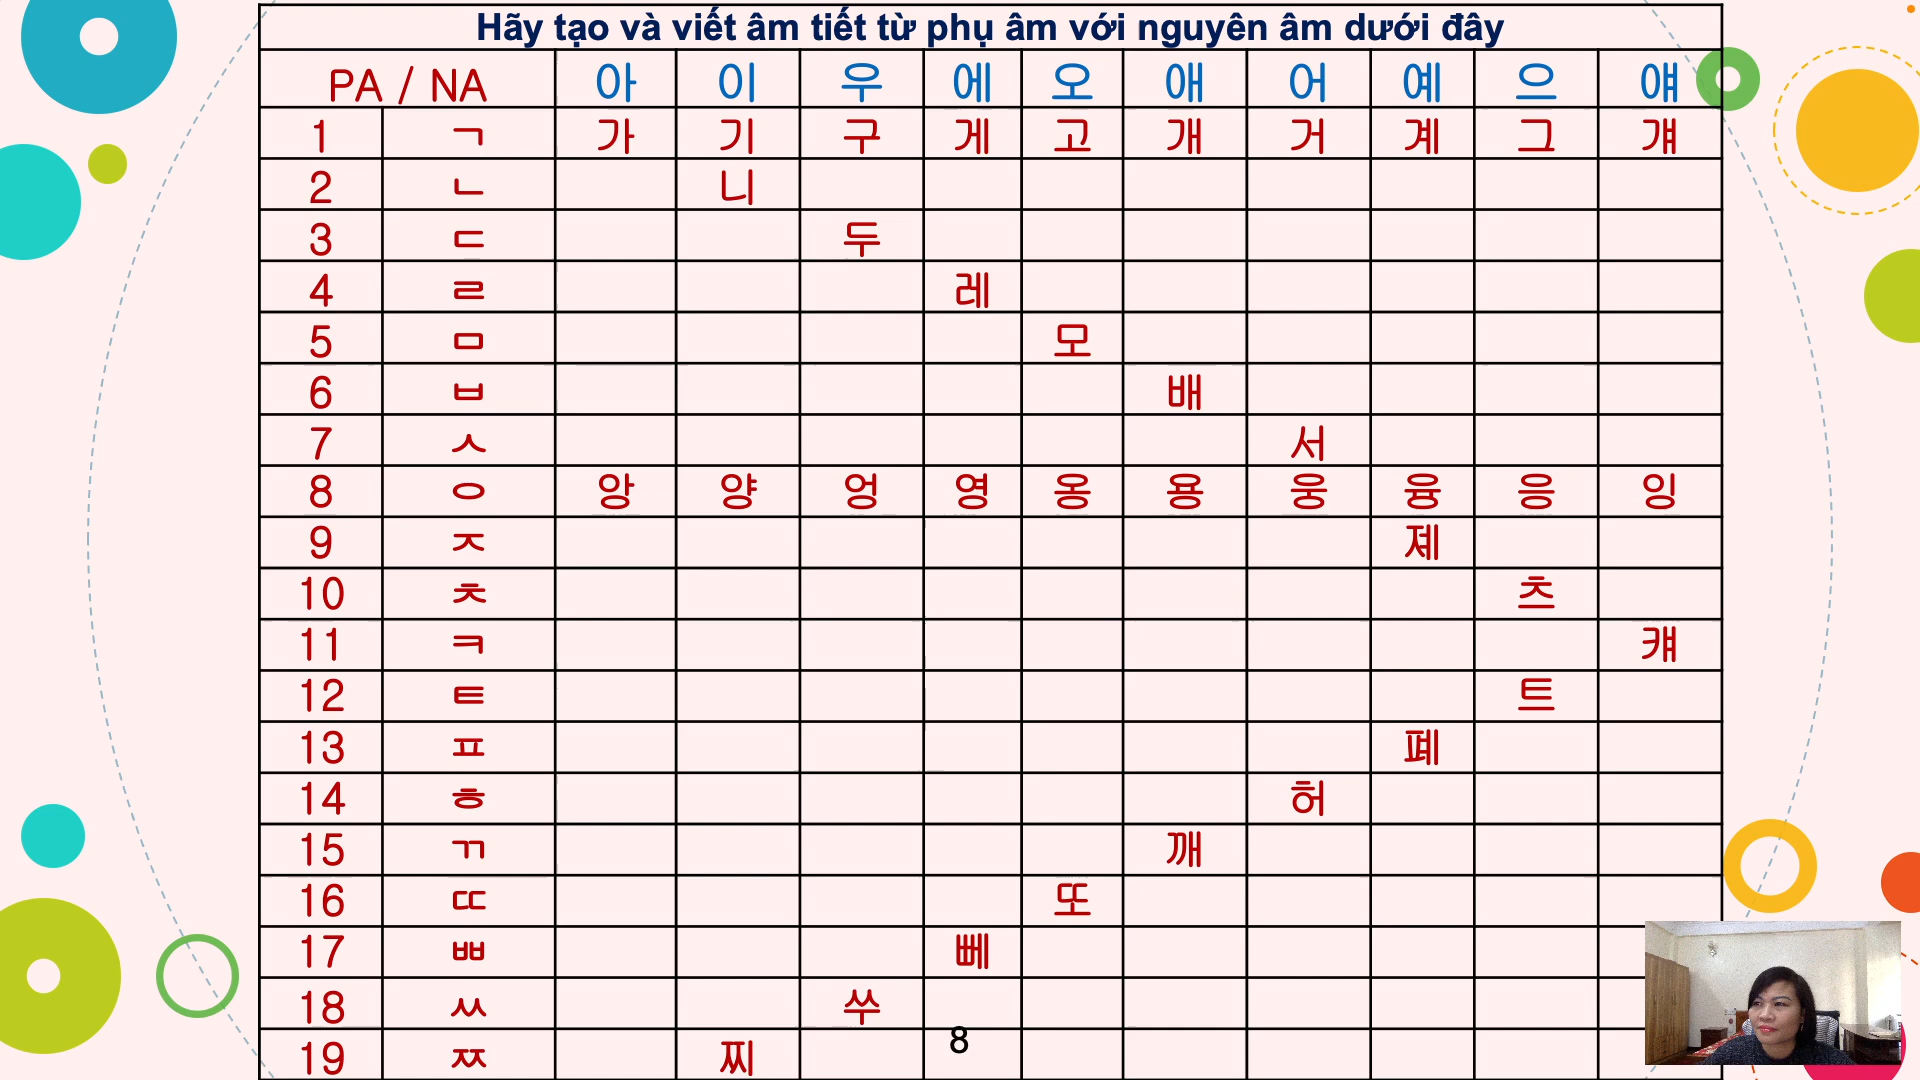 Hãy tạo và viết âm tiết từ phụ âm với nguyên âm dưới đây
PA / NA 아 이 우 에 오 애 어 예 으 얘
1 ㄱ 가 기 구 게 고 개 거 계 그 걔
2 ㄴ 니
3 ㄷ 두
4 ㄹ 레
5 ㅁ 모
6 ㅂ 배
7 ㅅ 서
8 ㅇ 앙 양 엉 영 옹 용 웅 융 응 잉
9 ㅈ 졔
10 ㅊ 츠
11 ㅋ 컈
12 ㅌ 트
13 ㅍ 폐
14 ㅎ 허
15 ㄲ 깨
16 ㄸ 또
17 ㅃ 뻬
18 ㅆ 쑤
19 ㅉ 찌
8